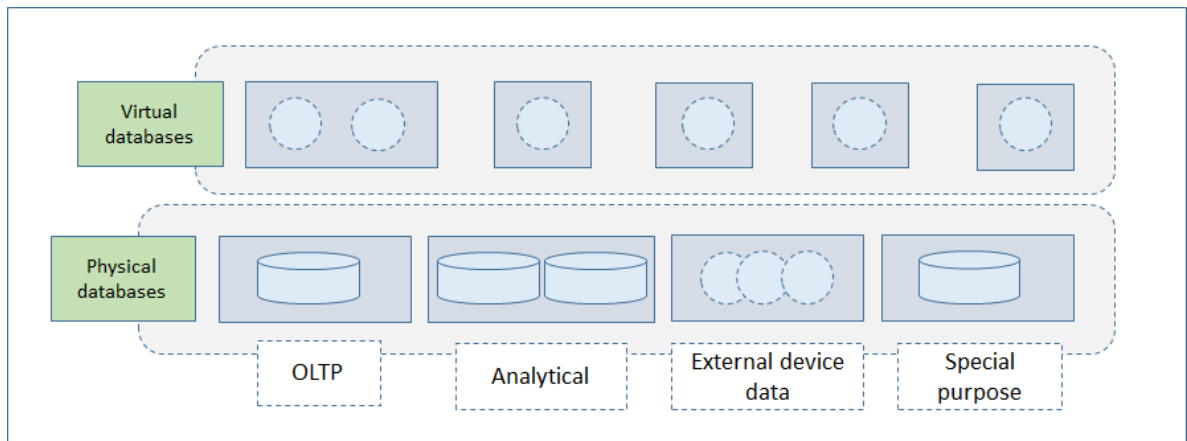 Virtual
databases
Physical
databases
OLTP
Analytical
External device
data
Special
purpose